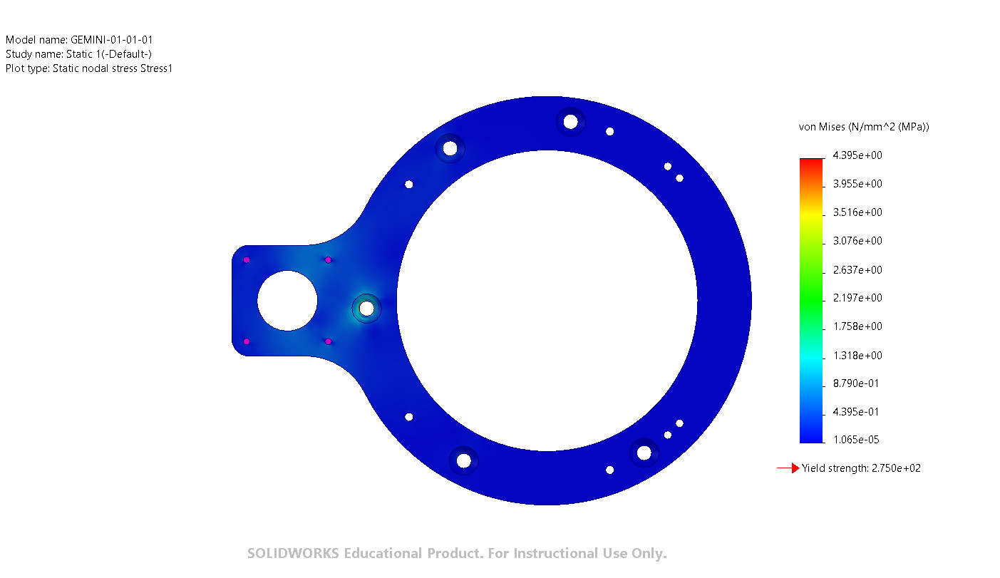 Model name: GEMINI-01-01-01
Study name: Static 1(-Default-)
Plot type: Static nodal stress Stress1
von Mises (N/mm^2 (MPa))
4.395e+00
3.955e+00
3.516e+00
3.076e+00
2.637e+00
2.197e+00
1.758e+00
1.318e+00
8.790e-01
4.395e-01
1.065e-05
Yield strength: 2.750e+02
SOLIDWORKS Educational Product. For Instructional Use Only.